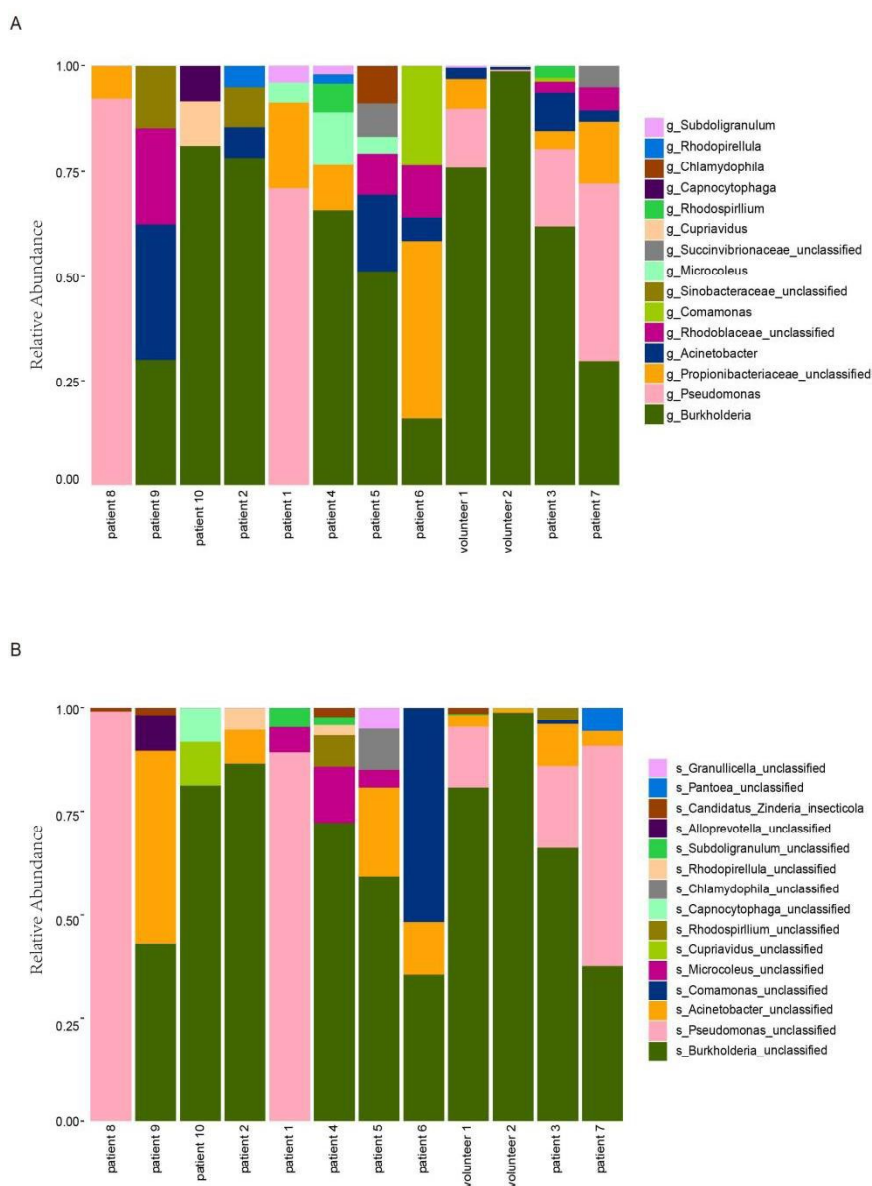 A
Relative Abundance
1.00
0.75
0.50
0.25
0.00
patient 8
patient 9
patient 10
patient 2
patient 1
patient 4
patient 5
patient 6
volunteer 1
volunteer 2
patient 3
patient 7
g_Subdoligranulum
g_Rhodopirellula
g_Chlamydophila
g_Capnocytophaga
g_Rhodospirllium
g_Cupriavidus
g_Succinvibrionaceae_unclassified
g_Microcoleus
g_Sinobacteraceae_unclassified
g_Comamonas
g_Rhodoblaceae_unclassified
g_Acinetobacter
g_Propionibacteriaceae_unclassified
g_Pseudomonas
g_Burkholderia
B
Relative Abundance
1.00
0.75
0.50
0.25
0.00
patient 8
patient 9
patient 10
patient 2
patient 1
patient 4
patient 5
patient 6
volunteer 1
volunteer 2
patient 3
patient 7
s_Granullicella_unclassified
s_Pantoea_unclassified
s_Candidatus_Zinderia_insecticola
s_Alloprevotella_unclassified
s_Subdoligranulum_unclassified
s_Rhodopirellula_unclassified
s_Chlamydophila_unclassified
s_Capnocytophaga_unclassified
s_Rhodospirllium_unclassified
s_Cupriavidus_unclassified
s_Microcoleus_unclassified
s_Comamonas_unclassified
s_Acinetobacter_unclassified
s_Pseudomonas_unclassified
s_Burkholderia_unclassified